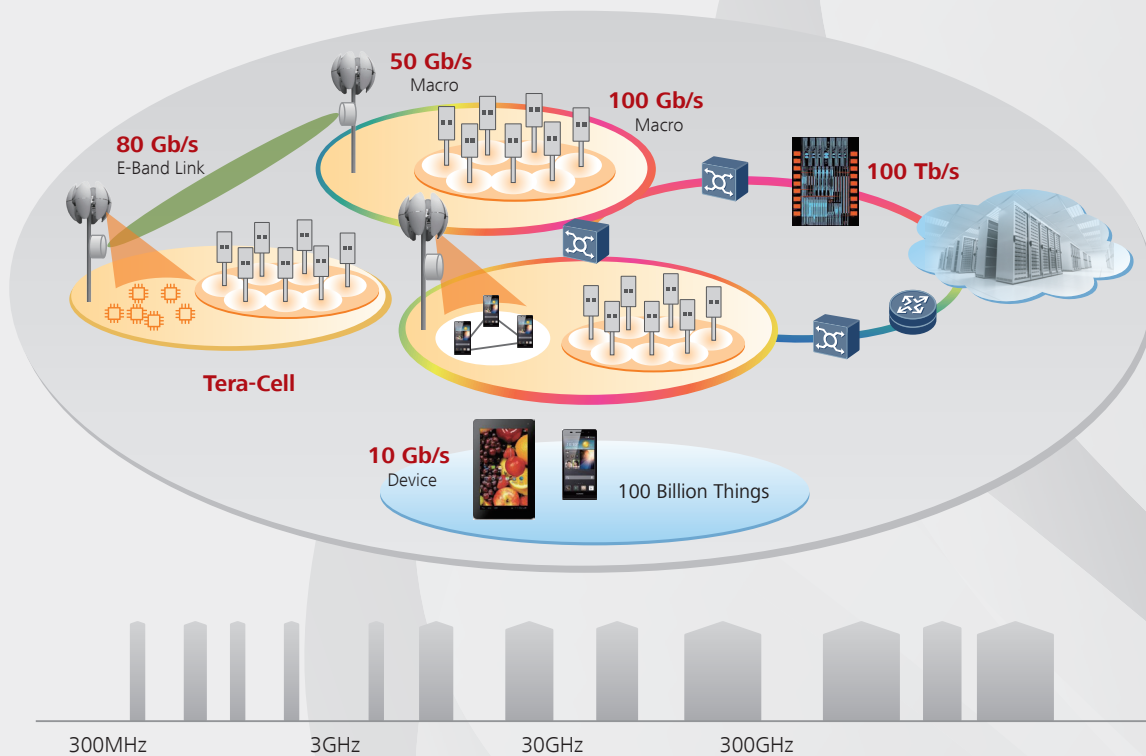 50 Gb/s
Macro
100 Gb/s
Macro
80 Gb/s
E-Band Link
100 Tb/s
Tera-Cell
10 Gb/s
Device
100 Billion Things
300MHz
3GHz
30GHz
300GHz